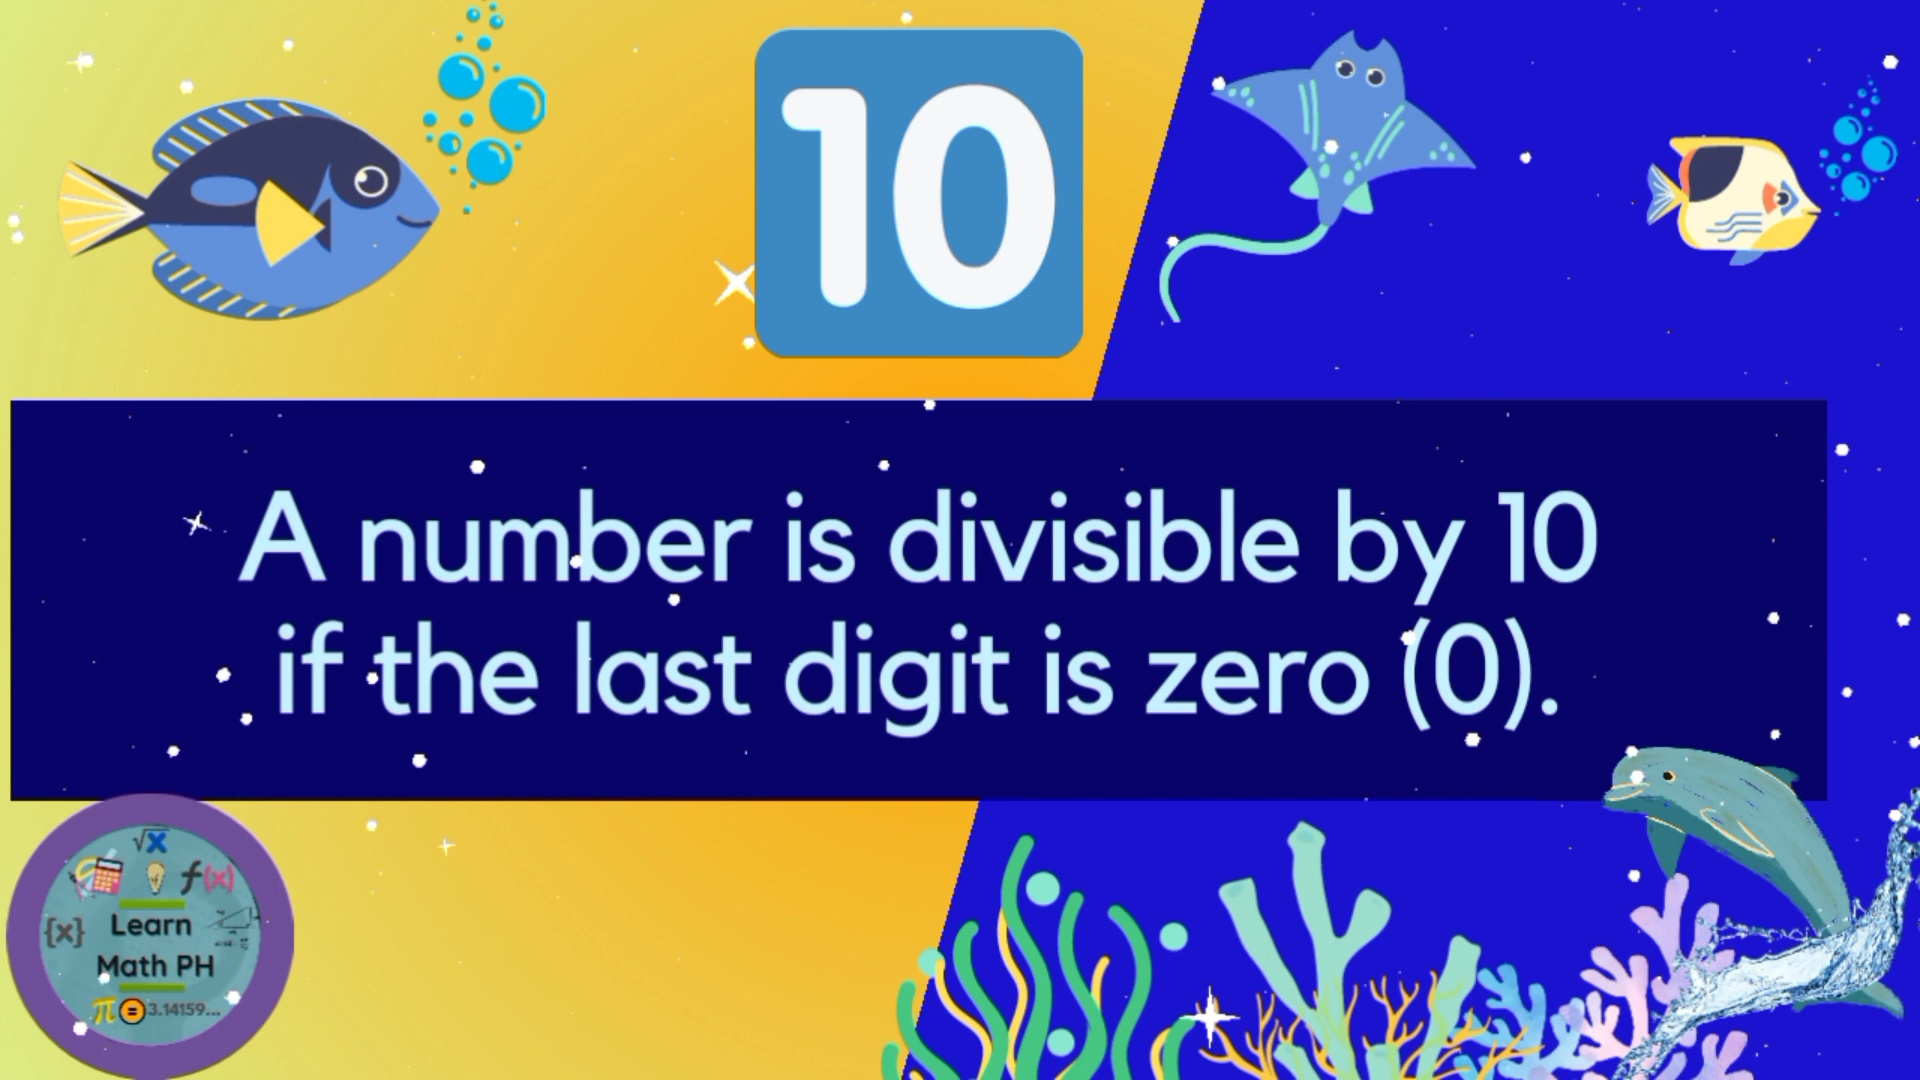 10
A number is divisible by 10
if the last digit is zero (0).
√x
f(x)
{x}
Learn
Math PH
π = 3.14159...